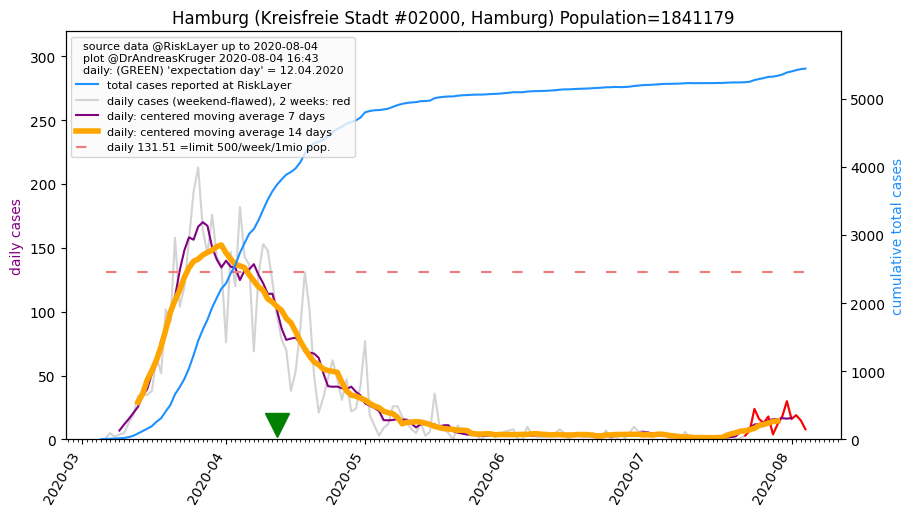 Hamburg (Kreisfreie Stadt #02000, Hamburg) Population=1841179
source data @RiskLayer up to 2020-08-04
plot @DrAndreasKruger 2020-08-04 16:43
daily: (GREEN) 'expectation day' = 12.04.2020
total cases reported at RiskLayer
daily cases (weekend-flawed), 2 weeks: red
daily: centered moving average 7 days
daily: centered moving average 14 days
daily 131.51 =limit 500/week/1mio pop.
daily cases
300
250
200
150
100
50
0
cumulative total cases
5000
4000
3000
2000
1000
0
2020-03
2020-04
2020-05
2020-06
2020-07
2020-08